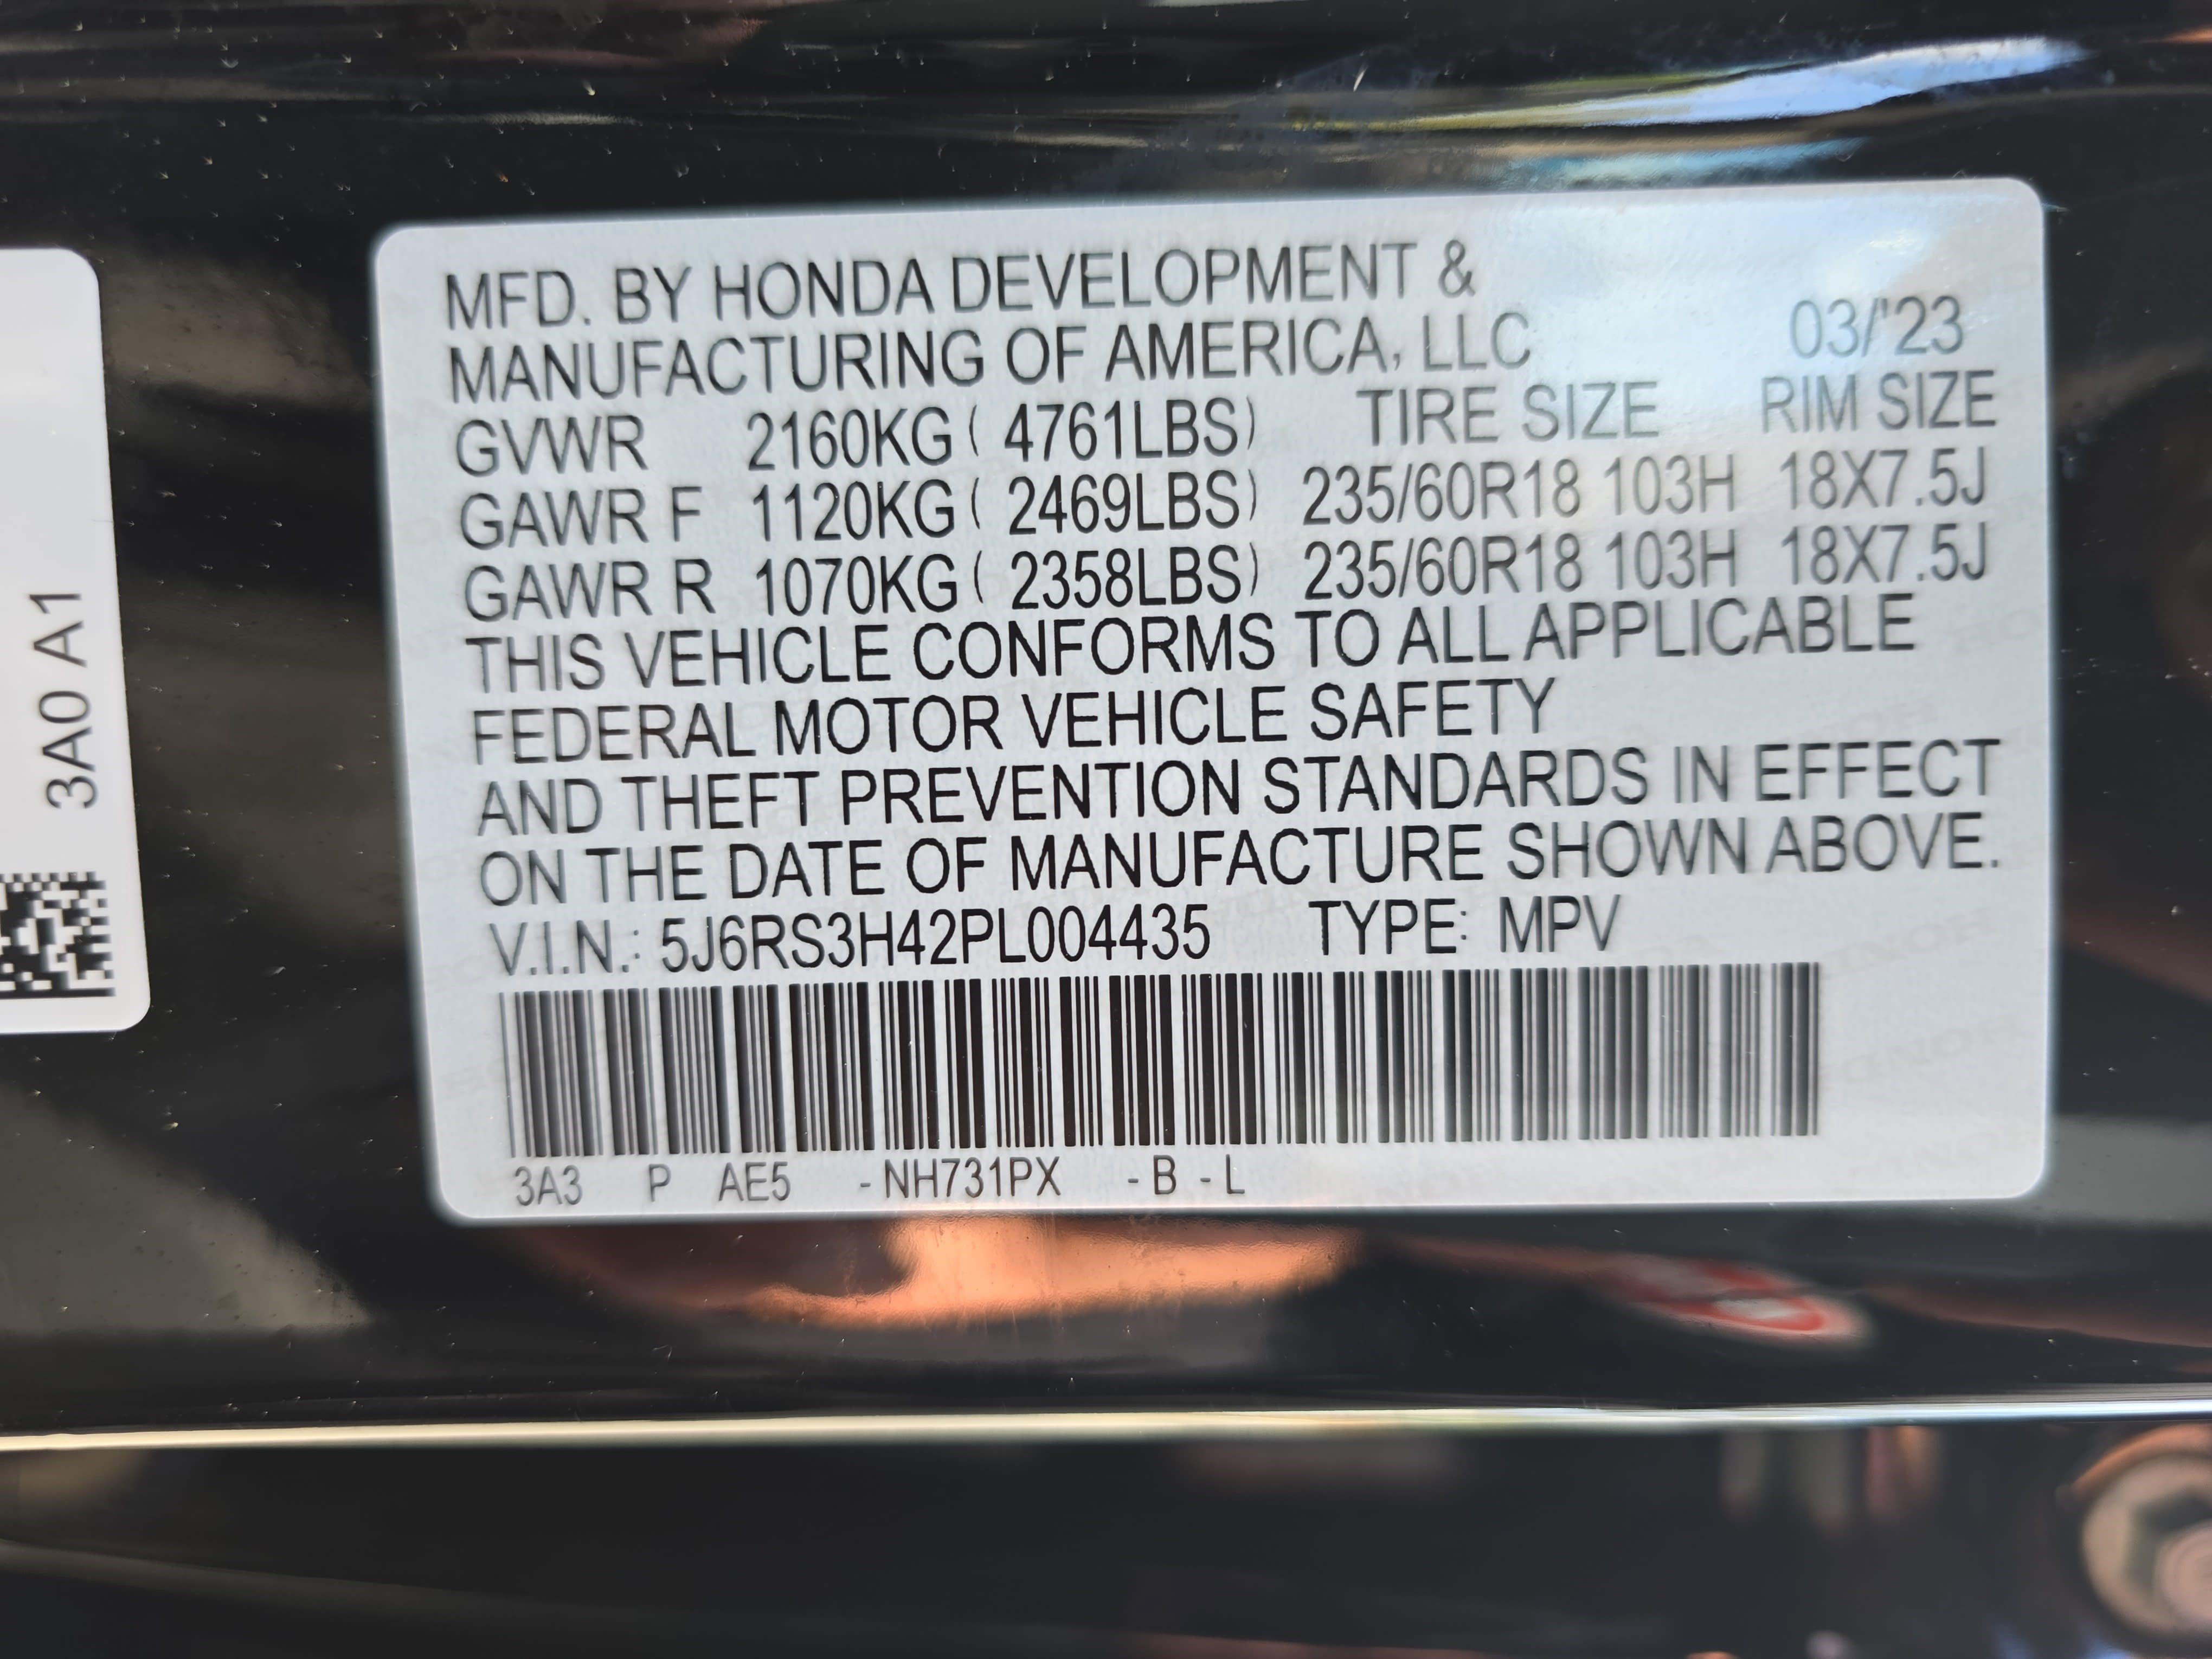 MFD. BY HONDA DEVELOPMENT &
MANUFACTURING OF AMERICA, LLC 03/'23
GVWR 2160KG ( 4761LBS) TIRE SIZE RIM SIZE
GAWR F 1120KG ( 2469LBS) 235/60R18 103H 18X7.5J
GAWR R 1070KG ( 2358LBS) 235/60R18 103H 18X7.5J
THIS VEHICLE CONFORMS TO ALL APPLICABLE
FEDERAL MOTOR VEHICLE SAFETY
AND THEFT PREVENTION STANDARDS IN EFFECT
ON THE DATE OF MANUFACTURE SHOWN ABOVE.
V.I.N.: 5J6RS3H42PL004435 TYPE: MPV
3A3 P AE5 - NH731PX - B - L
3A0 A1